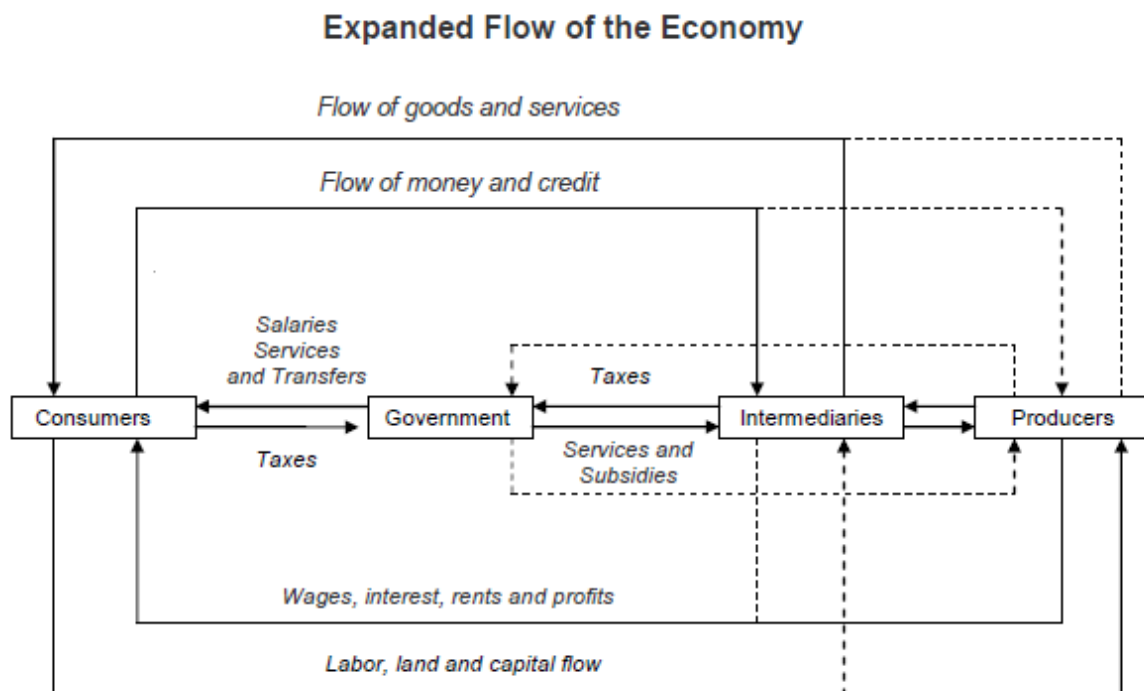 Expanded Flow of the Economy
Flow of goods and services
Flow of money and credit
Salaries
Services
and Transfers
Taxes
Consumers
Government
Intermediaries
Producers
Taxes
Services and
Subsidies
Wages, interest, rents and profits
Labor, land and capital flow